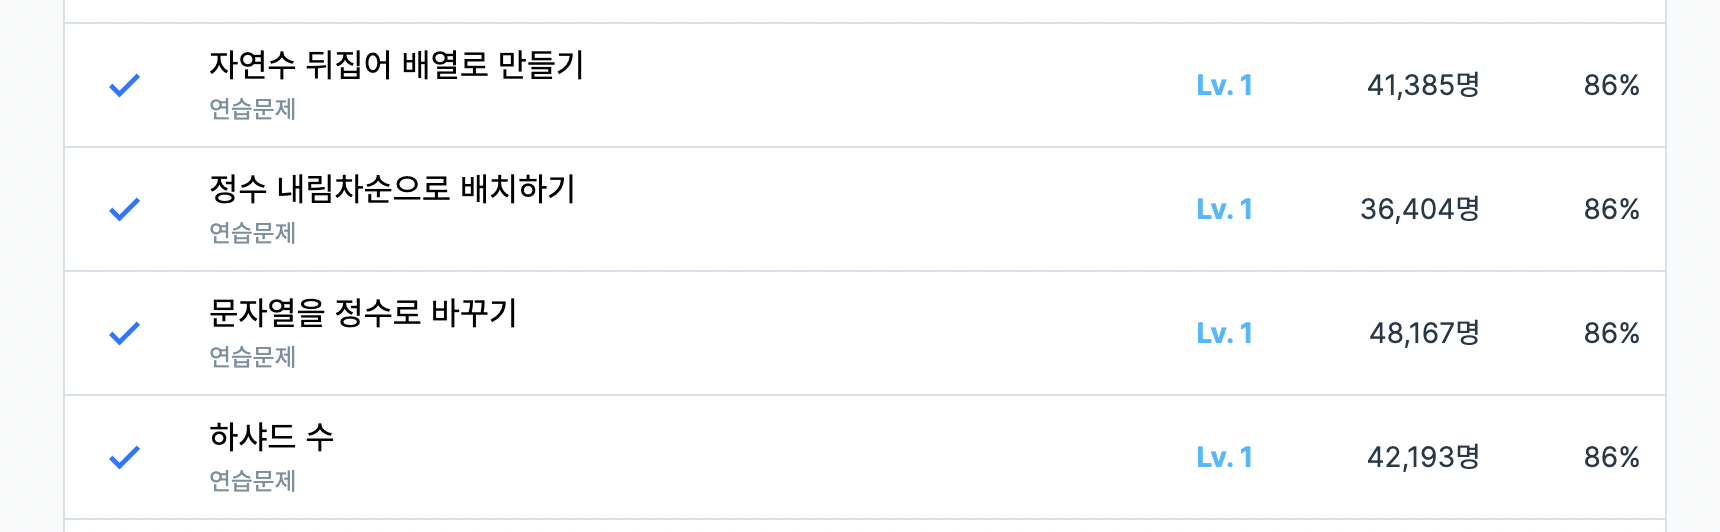 자연수 뒤집어 배열로 만들기
연습문제
Lv. 1 41,385명 86%
정수 내림차순으로 배치하기
연습문제
Lv. 1 36,404명 86%
문자열을 정수로 바꾸기
연습문제
Lv. 1 48,167명 86%
하샤드 수
연습문제
Lv. 1 42,193명 86%